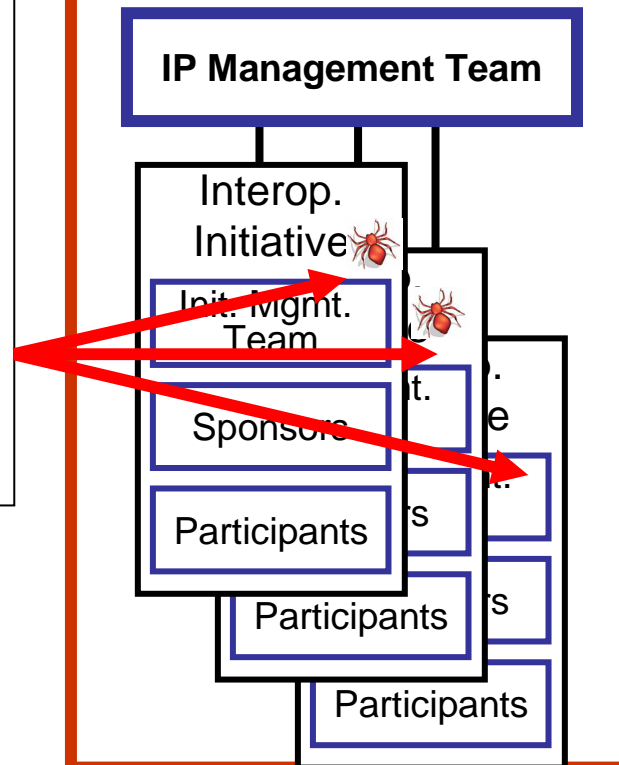 IP Management Team
Interop.
Initiative
Init. Mgmt.
Team
Sponsors
Participants
Participants
Participants